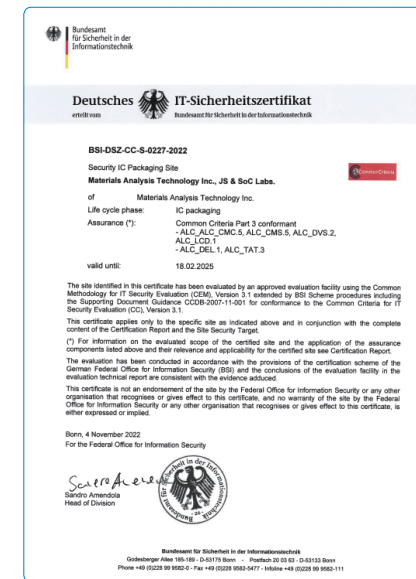 Bundesamt
für Sicherheit in der
Informationstechnik
Deutsches IT-Sicherheitszertifikat
erteilt vom Bundesamt für Sicherheit in der Informationstechnik
BSI-DSZ-CC-S-0227-2022
Security IC Packaging Site
Materials Analysis Technology Inc., JS & SoC Labs.
Common Criteria
of Materials Analysis Technology Inc.
Life cycle phase: IC packaging
Assurance (*): Common Criteria Part 3 conformant
- ALC_ALC_CMC.5, ALC_CMS.5, ALC_DVS.2,
ALC_LCD.1
- ALC_DEL.1, ALC_TAT.3
valid until: 18.02.2025
The site identified in this certificate has been evaluated by an approved evaluation facility using the Common
Methodology for IT Security Evaluation (CEM), Version 3.1 extended by BSI Scheme procedures including
the Supporting Document Guidance CCDB-2007-11-001 for conformance to the Common Criteria for IT
Security Evaluation (CC), Version 3.1.
This certificate applies only to the specific site as indicated above and in conjunction with the complete
content of the Certification Report and the Site Security Target.
(*) For information on the evaluated scope of the certified site and the application of the assurance
components listed above and their relevance and applicability for the certified site see Certification Report.
The evaluation has been conducted in accordance with the provisions of the certification scheme of the
German Federal Office for Information Security (BSI) and the conclusions of the evaluation facility in the
evaluation technical report are consistent with the evidence adduced.
This certificate is not an endorsement of the site by the Federal Office for Information Security or any other
organisation that recognises or gives effect to this certificate, and no warranty of the site by the Federal
Office for Information Security or any other organisation that recognises or gives effect to this certificate, is
either expressed or implied.
Bonn, 4 November 2022
For the Federal Office for Information Security
Sandro Amendola
Head of Division
Bundesamt für Sicherheit in der Informationstechnik
Godesberger Allee 185-189 - D-53175 Bonn - Postfach 20 03 63 - D-53133 Bonn
Phone +49 (0)228 99 9582-0 - Fax +49 (0)228 9582-5477 - Infoline +49 (0)228 99 9582-111